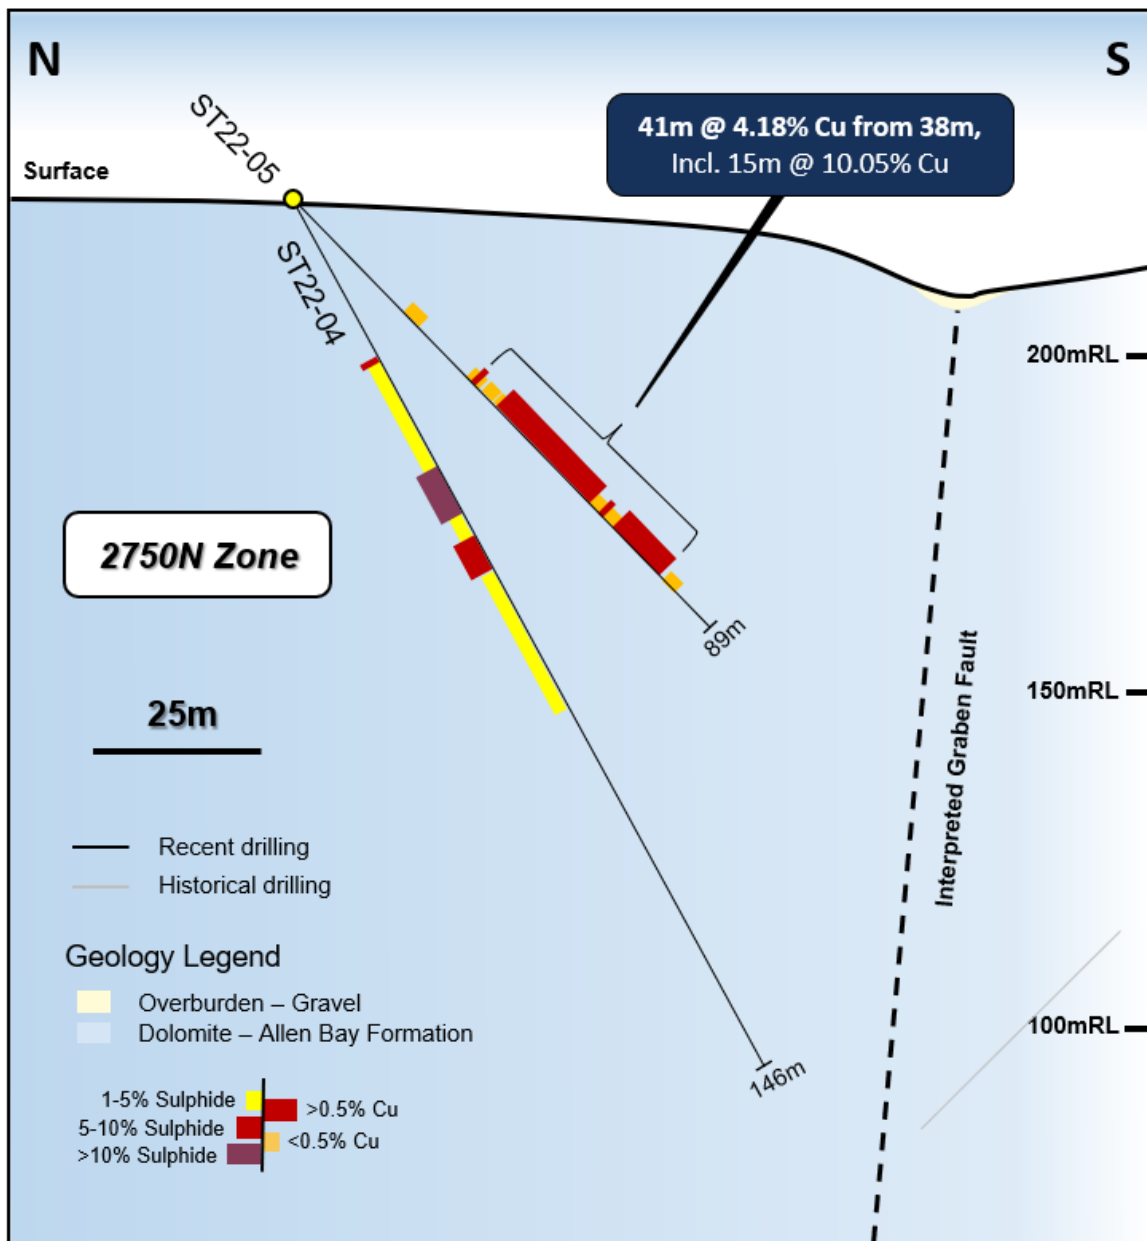 N
S
ST22-05
41m @ 4.18% Cu from 38m,
Incl. 15m @ 10.05% Cu
Surface
ST22-04
200mRL
2750N Zone
89m
150mRL
25m
Interpreted Graben Fault
Recent drilling
Historical drilling
Geology Legend
Overburden – Gravel
Dolomite – Allen Bay Formation
100mRL
146m
1-5% Sulphide
>0.5% Cu
5-10% Sulphide
<0.5% Cu
>10% Sulphide